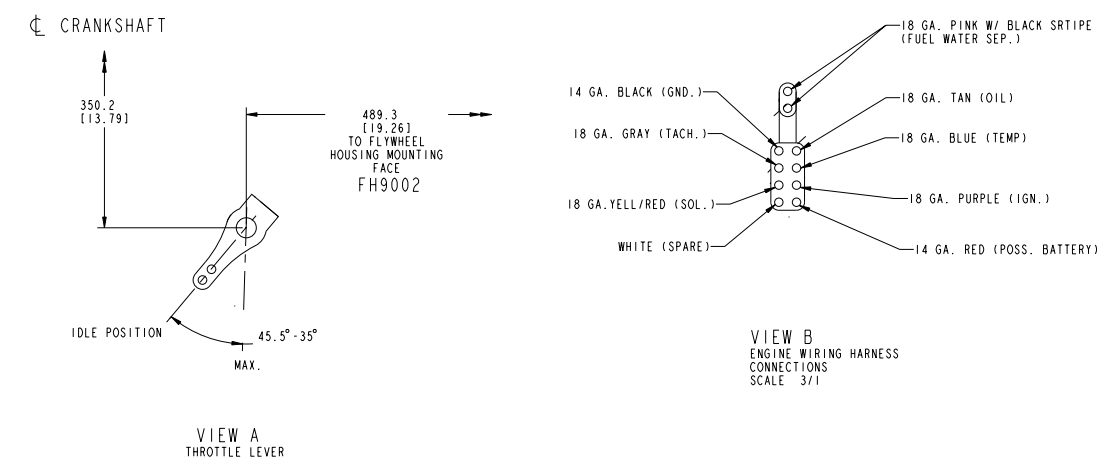 ℄ CRANKSHAFT
350.2
[13.79]
489.3
[19.26]
TO FLYWHEEL
HOUSING MOUNTING
FACE
FH9002
IDLE POSITION
45.5°-35°
MAX.
VIEW A
THROTTLE LEVER
18 GA. PINK W/ BLACK SRTIPE
(FUEL WATER SEP.)
14 GA. BLACK (GND.)
18 GA. TAN (OIL)
18 GA. GRAY (TACH.)
18 GA. BLUE (TEMP)
18 GA.YELL/RED (SOL.)
18 GA. PURPLE (IGN.)
WHITE (SPARE)
14 GA. RED (POSS. BATTERY)
VIEW B
ENGINE WIRING HARNESS
CONNECTIONS
SCALE 3/1